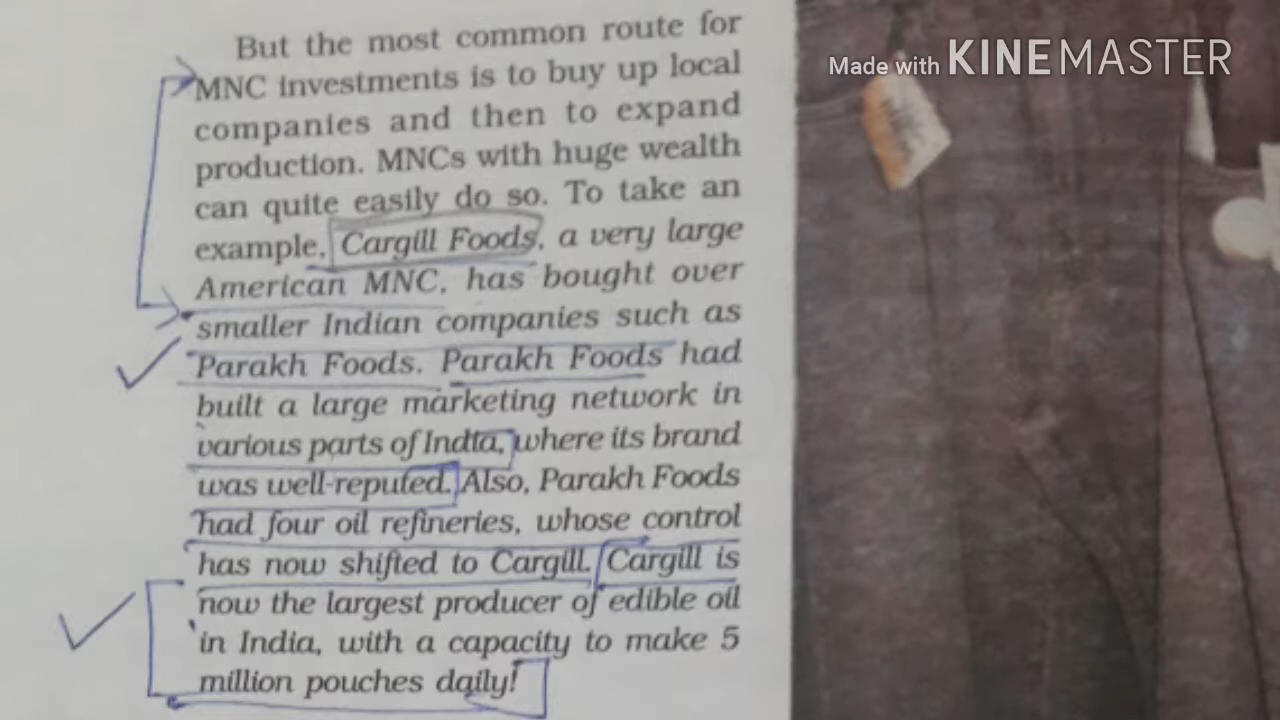 But the most common route for
MNC investments is to buy up local
companies and then to expand
production. MNCs with huge wealth
can quite easily do so. To take an
example, Cargill Foods, a very large
American MNC, has bought over
smaller Indian companies such as
Parakh Foods. Parakh Foods had
built a large marketing network in
various parts of India, where its brand
was well-reputed. Also, Parakh Foods
had four oil refineries, whose control
has now shifted to Cargill. Cargill is
now the largest producer of edible oil
in India, with a capacity to make 5
million pouches daily!
Made with KINEMASTER